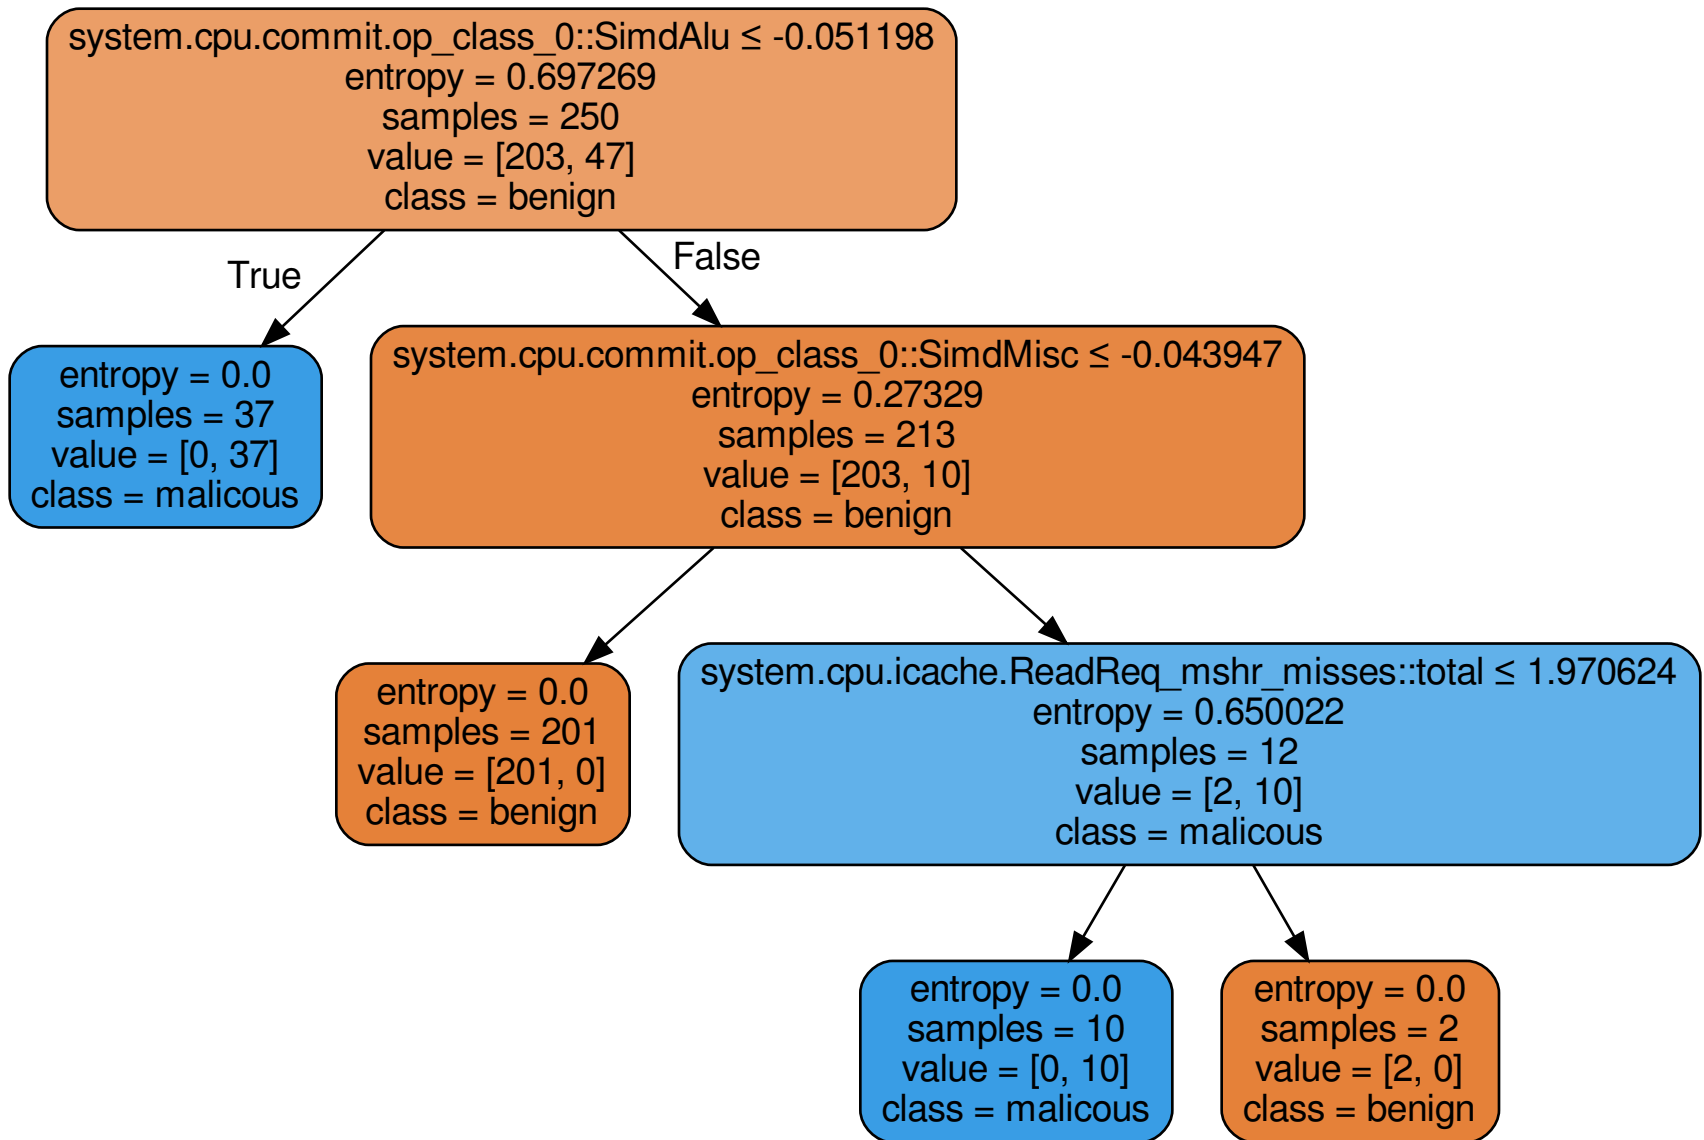 system.cpu.commit.op_class_0::SimdAlu ≤ -0.051198
entropy = 0.697269
samples = 250
value = [203, 47]
class = benign
True
False
entropy = 0.0
samples = 37
value = [0, 37]
class = malicous
system.cpu.commit.op_class_0::SimdMisc ≤ -0.043947
entropy = 0.27329
samples = 213
value = [203, 10]
class = benign
entropy = 0.0
samples = 201
value = [201, 0]
class = benign
system.cpu.icache.ReadReq_mshr_misses::total ≤ 1.970624
entropy = 0.650022
samples = 12
value = [2, 10]
class = malicous
entropy = 0.0
samples = 10
value = [0, 10]
class = malicous
entropy = 0.0
samples = 2
value = [2, 0]
class = benign